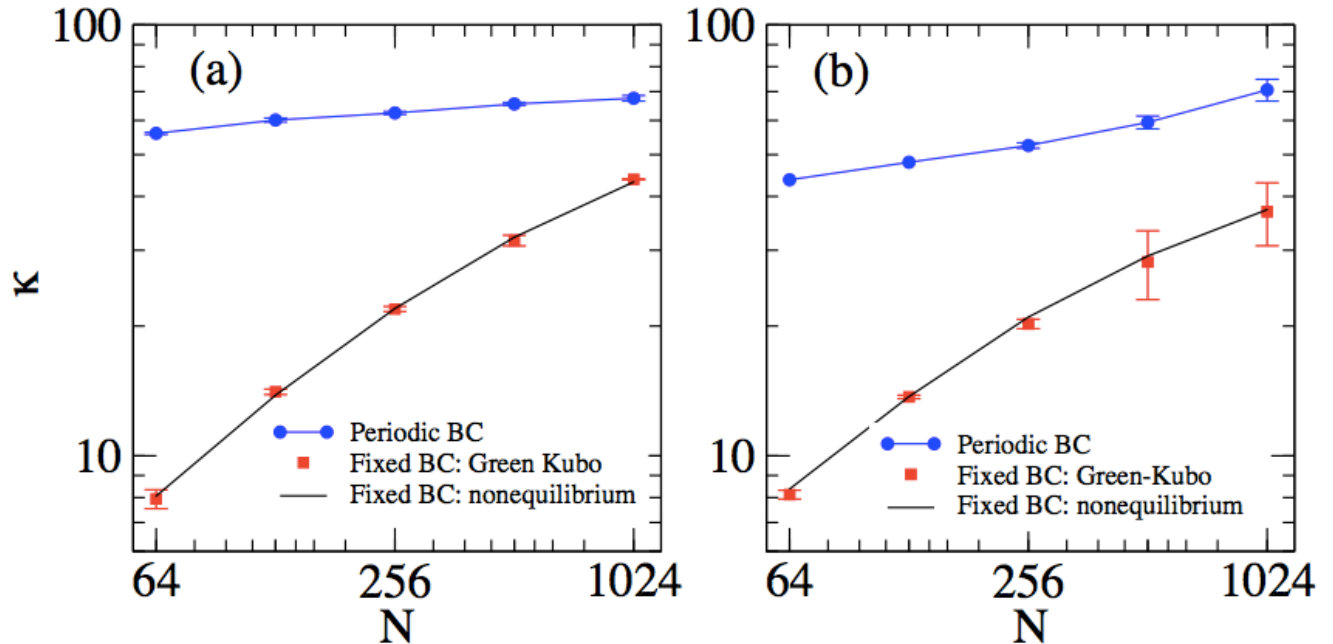 100
(a)
κ
10
Periodic BC
Fixed BC: Green Kubo
Fixed BC: nonequilibrium
64
256
1024
N
100
(b)
10
Periodic BC
Fixed BC: Green-Kubo
Fixed BC: nonequilibrium
64
256
1024
N